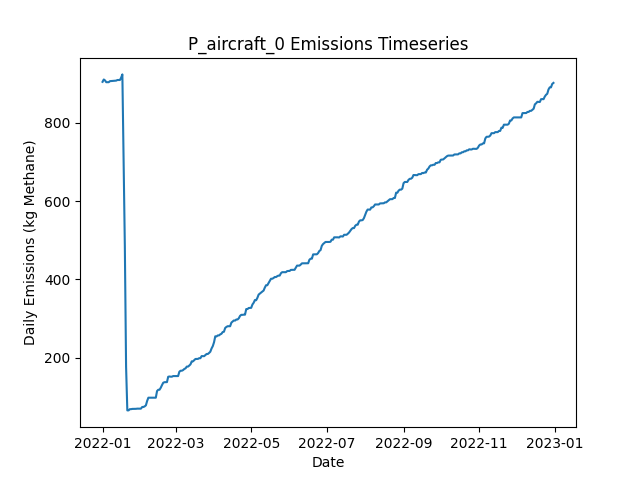 P_aircraft_0 Emissions Timeseries
Daily Emissions (kg Methane)
800
600
400
200
2022-01 2022-03 2022-05 2022-07 2022-09 2022-11 2023-01
Date